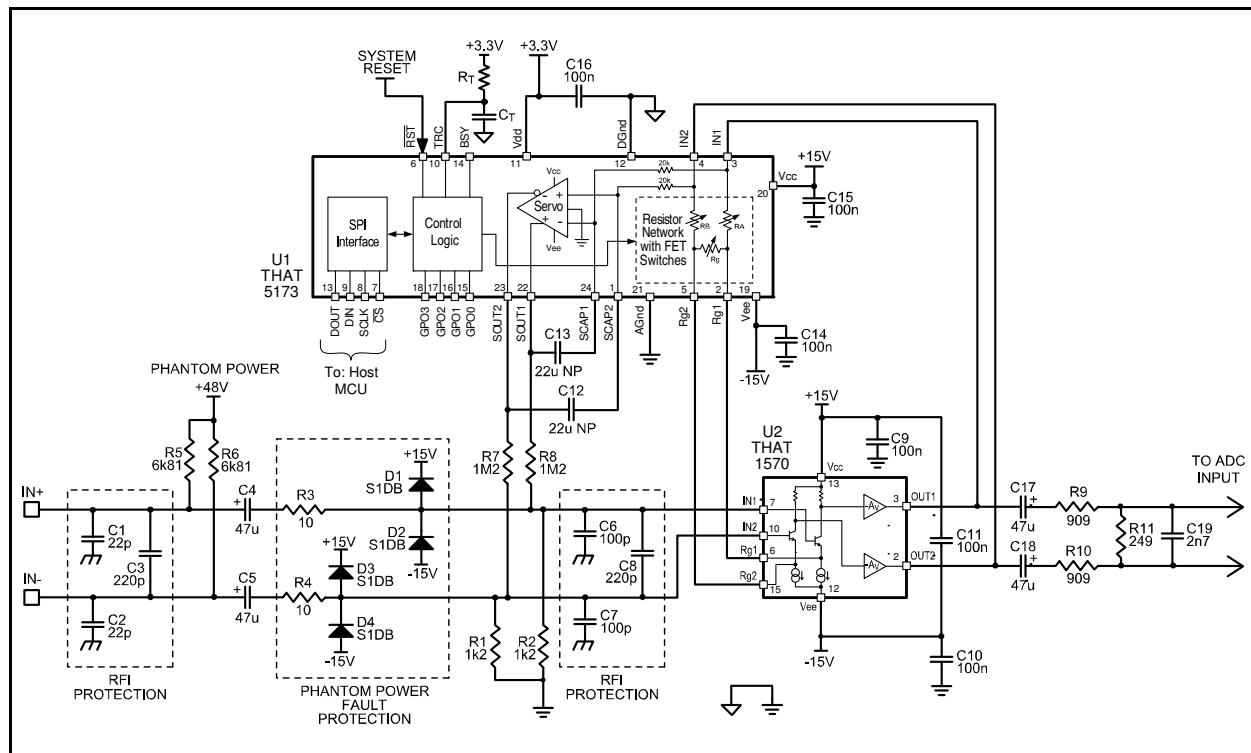 SYSTEM
RESET
+3.3V
RT
CT
+3.3V
C16
100n
RST
TRC
BSY
Vdd
DGnd
IN2
IN1
6
10
14
11
12
4
3
+15V
Vcc
20
C15
100n
20k
20k
Vcc
Servo
Vee
- +
+ -
SPI
Interface
Control
Logic
Resistor
Network
with FET
Switches
RB
RA
Rg
U1
THAT
5173
13
9
8
7
18
17
16
15
23
22
24
1
21
5
2
19
DOUT
DIN
SCLK
CS
GPO3
GPO2
GPO1
GPO0
SOUT2
SOUT1
SCAP1
SCAP2
AGnd
Rg2
Rg1
Vee
To: Host
MCU
C13
22u NP
C12
22u NP
C14
100n
-15V
PHANTOM POWER
+48V
R5
6k81
R6
6k81
R7
1M2
R8
1M2
+15V
C9
100n
U2
THAT
1570
Vcc
13
IN+
C1
22p
C3
220p
IN-
C2
22p
RFI
PROTECTION
C4
+
47u
R3
10
C5
+
47u
R4
10
+15V
D1
S1DB
D2
S1DB
-15V
+15V
D3
S1DB
D4
S1DB
-15V
PHANTOM POWER
FAULT
PROTECTION
R1
1k2
R2
1k2
C6
100p
C8
220p
C7
100p
RFI
PROTECTION
IN1
7
IN2
10
Rg1
6
Rg2
15
-Av
-Av
3
OUT1
2
OUT2
12
Vee
-15V
C11
100n
C10
100n
C17
+
47u
C18
+
47u
R9
909
R10
909
R11
249
C19
2n7
TO ADC
INPUT